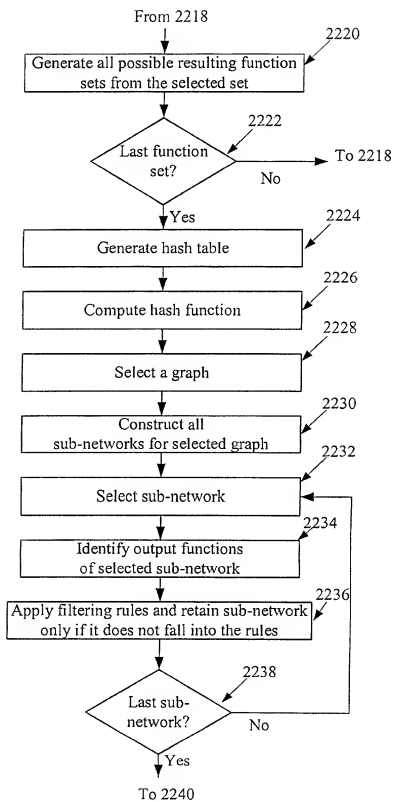 From 2218
2220
Generate all possible resulting function
sets from the selected set
2222
Last function
set?
To 2218
No
Yes
2224
Generate hash table
2226
Compute hash function
2228
Select a graph
2230
Construct all
sub-networks for selected graph
2232
Select sub-network
2234
Identify output functions
of selected sub-network
2236
Apply filtering rules and retain sub-network
only if it does not fall into the rules
2238
Last sub-
network?
No
Yes
To 2240